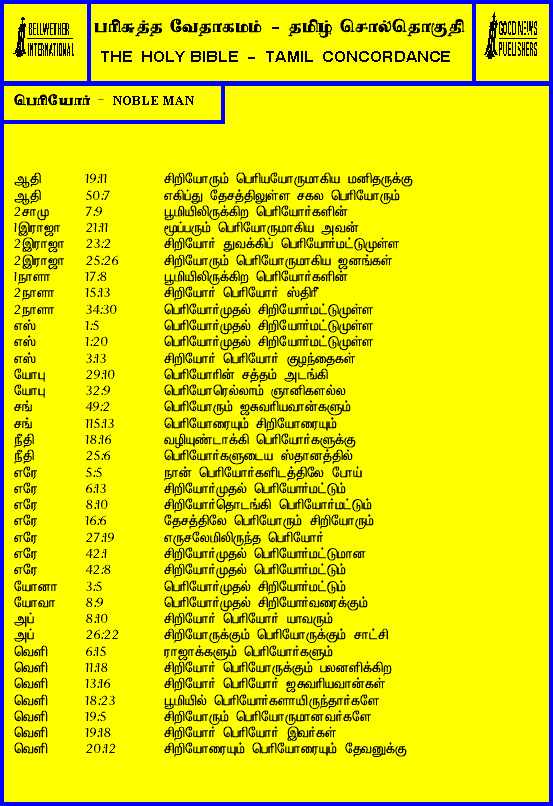 BELLWETHER
INTERNATIONAL
பரிசுத்த வேதாகமம் - தமிழ் சொல்தொகுதி
THE HOLY BIBLE - TAMIL CONCORDANCE
GOOD NEWS
PUBLISHERS
பெரியோர் - NOBLE MAN
ஆதி 19:11 சிறியோரும் பெரியயோருமாகிய மனிதருக்கு
ஆதி 50:7 எகிப்து தேசத்திலுள்ள சகல பெரியோரும்
2சாமு 7:9 பூமியிலிருக்கிற பெரியோர்களின்
1இராஜா 21:11 மூப்பரும் பெரியோருமாகிய அவன்
2இராஜா 23:2 சிறியோர் துவக்கிப் பெரியோர்மட்டுமுள்ள
2இராஜா 25:26 சிறியோரும் பெரியோருமாகிய ஜனங்கள்
1நாளா 17:8 பூமியிலிருக்கிற பெரியோர்களின்
2நாளா 15:13 சிறியோர் பெரியோர் ஸ்திரீ
2நாளா 34:30 பெரியோர்முதல் சிறியோர்மட்டுமுள்ள
எஸ் 1:5 பெரியோர்முதல் சிறியோர்மட்டுமுள்ள
எஸ் 1:20 பெரியோர்முதல் சிறியோர்மட்டுமுள்ள
எஸ் 3:13 சிறியோர் பெரியோர் குழந்தைகள்
யோபு 29:10 பெரியோரின் சத்தம் அடங்கி
யோபு 32:9 பெரியோரெல்லாம் ஞானிகளல்ல
சங் 49:2 பெரியோரும் ஐசுவரியவான்களும்
சங் 115:13 பெரியோரையும் சிறியோரையும்
நீதி 18:16 வழியுண்டாக்கி பெரியோர்களுக்கு
நீதி 25:6 பெரியோர்களுடைய ஸ்தானத்தில்
எரே 5:5 நான் பெரியோர்களிடத்திலே போய்
எரே 6:13 சிறியோர்முதல் பெரியோர்மட்டும்
எரே 8:10 சிறியோர்தொடங்கி பெரியோர்மட்டும்
எரே 16:6 தேசத்திலே பெரியோரும் சிறியோரும்
எரே 27:19 எருசலேமிலிருந்த பெரியோர்
எரே 42:1 சிறியோர்முதல் பெரியோர்மட்டுமான
எரே 42:8 சிறியோர்முதல் பெரியோர்மட்டும்
யோனா 3:5 பெரியோர்முதல் சிறியோர்மட்டும்
யோவா 8:9 பெரியோர்முதல் சிறியோர்வரைக்கும்
அப் 8:10 சிறியோர் பெரியோர் யாவரும்
அப் 26:22 சிறியோருக்கும் பெரியோருக்கும் சாட்சி
வெளி 6:15 ராஜாக்களும் பெரியோர்களும்
வெளி 11:18 சிறியோர் பெரியோருக்கும் பலனளிக்கிற
வெளி 13:16 சிறியோர் பெரியோர் ஐசுவரியவான்கள்
வெளி 18:23 பூமியில் பெரியோர்களாயிருந்தார்களே
வெளி 19:5 சிறியோரும் பெரியோருமானவர்களே
வெளி 19:18 சிறியோர் பெரியோர் இவர்கள்
வெளி 20:12 சிறியோரையும் பெரியோரையும் தேவனுக்கு